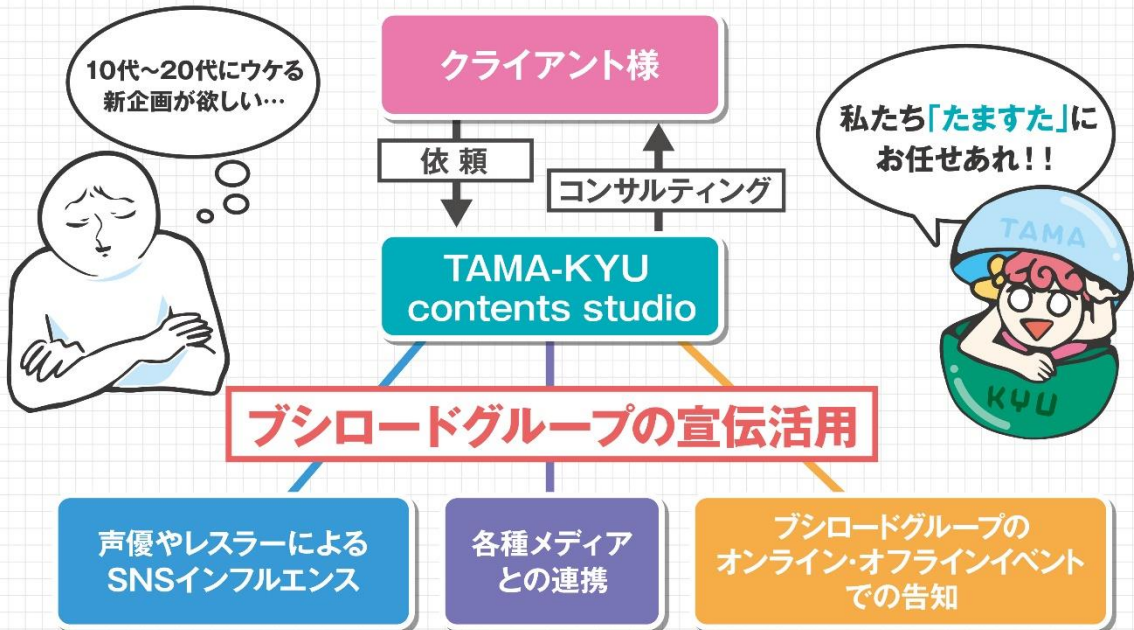 10代～20代にウケる
新企画が欲しい…
クライアント様
私たち「たますた」に
お任せあれ!!
依頼
コンサルティング
TAMA
KYU
TAMA-KYU
contents studio
ブシロードグループの宣伝活用
声優やレスラーによる
SNSインフルエンス
各種メディア
との連携
ブシロードグループの
オンライン・オフラインイベント
での告知